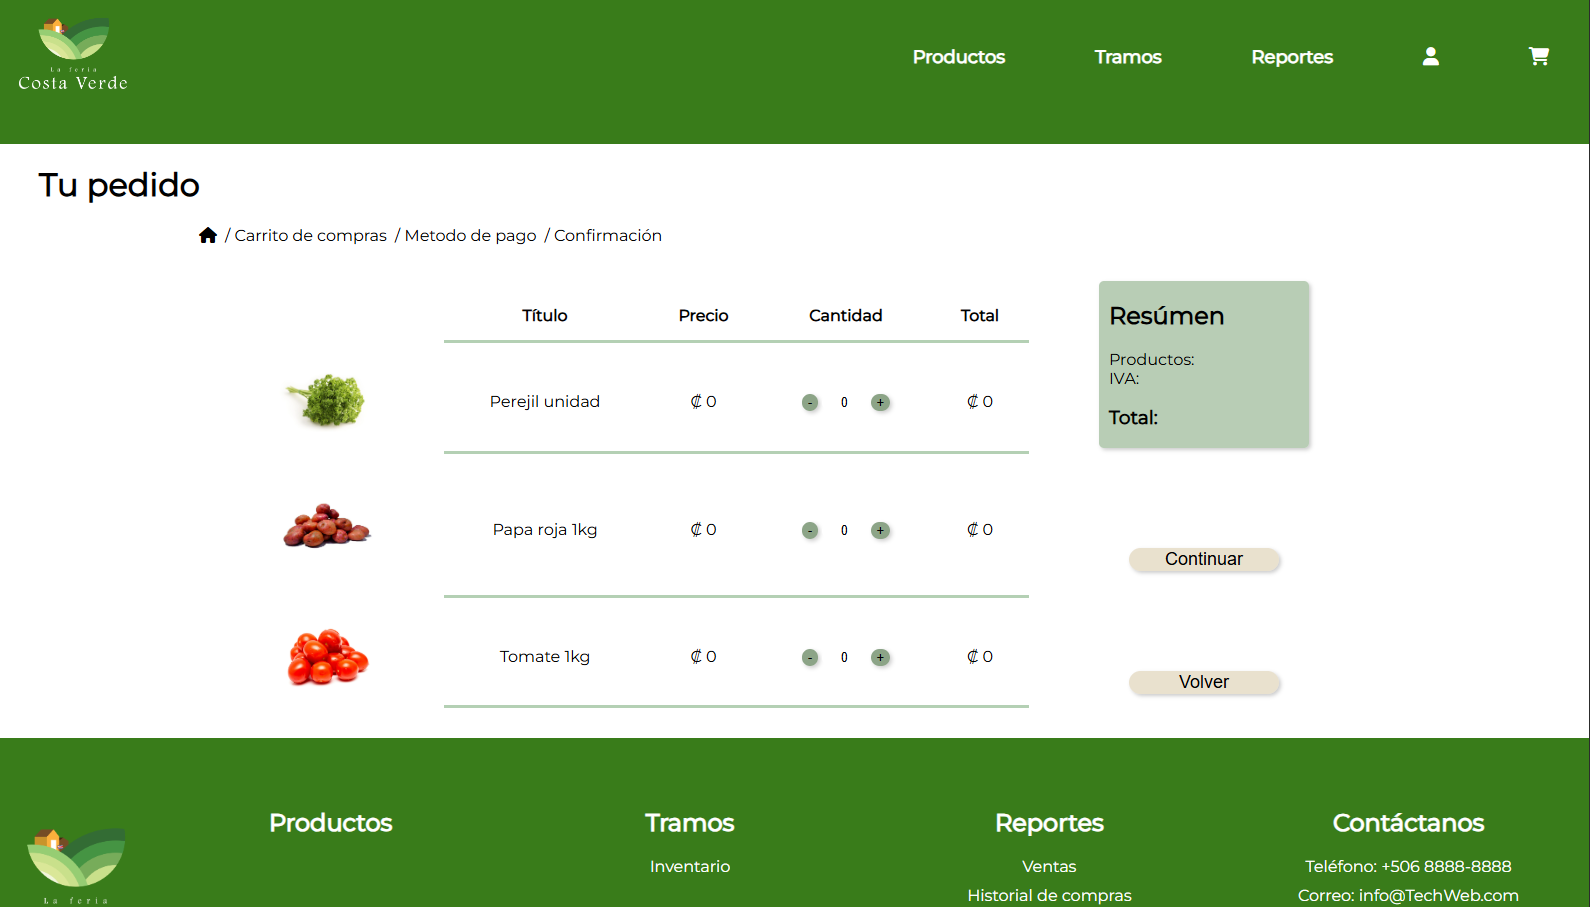 La feria
Costa Verde
Productos
Tramos
Reportes
Tu pedido
/ Carrito de compras / Metodo de pago / Confirmación
Título Precio Cantidad Total
Perejil unidad ₡ 0 - 0 + ₡ 0
Papa roja 1kg ₡ 0 - 0 + ₡ 0
Tomate 1kg ₡ 0 - 0 + ₡ 0
Resúmen
Productos:
IVA:
Total:
Continuar
Volver
La feria
Productos
Tramos
Inventario
Reportes
Ventas
Historial de compras
Contáctanos
Teléfono: +506 8888-8888
Correo: info@TechWeb.com